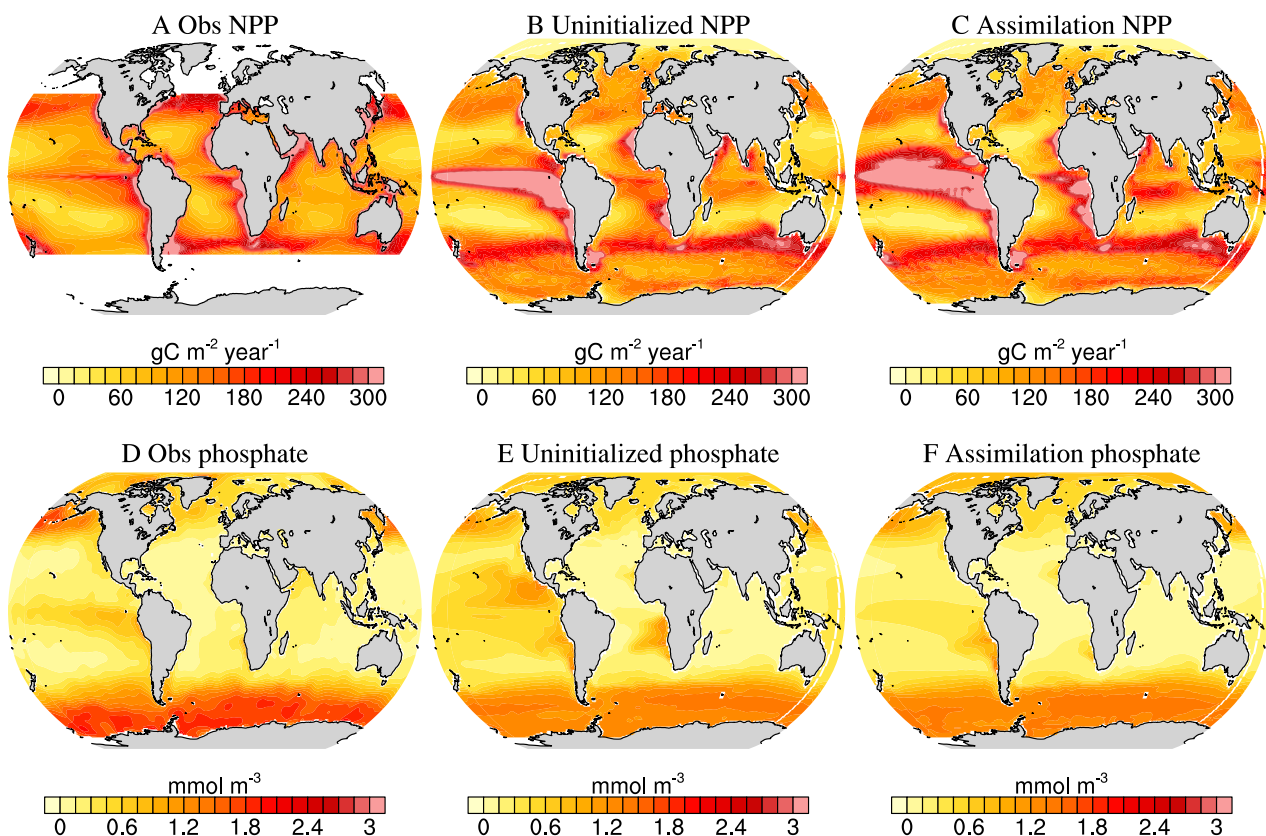 A Obs NPP
B Uninitialized NPP
C Assimilation NPP
gC m⁻² year⁻¹
0 60 120 180 240 300
gC m⁻² year⁻¹
0 60 120 180 240 300
gC m⁻² year⁻¹
0 60 120 180 240 300
D Obs phosphate
E Uninitialized phosphate
F Assimilation phosphate
mmol m⁻³
0 0.6 1.2 1.8 2.4 3
mmol m⁻³
0 0.6 1.2 1.8 2.4 3
mmol m⁻³
0 0.6 1.2 1.8 2.4 3